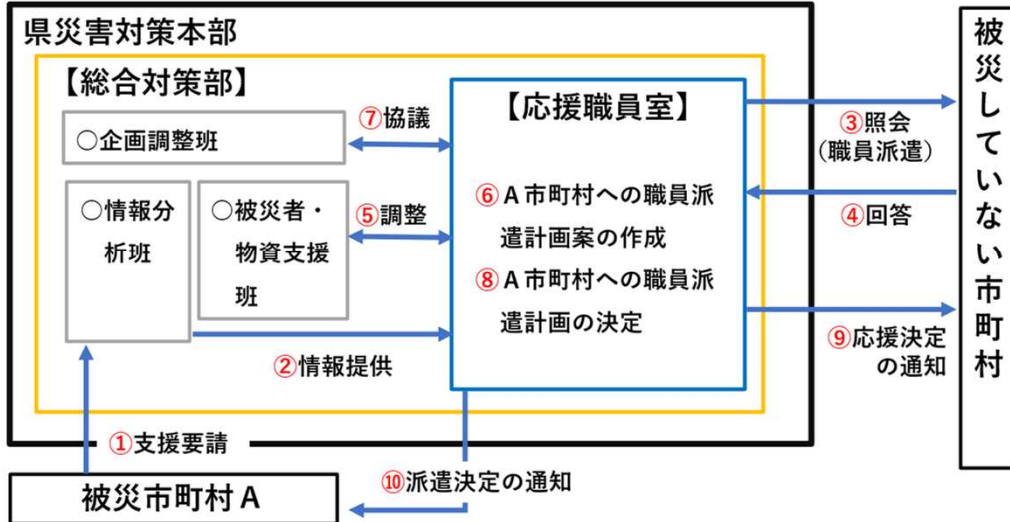 県災害対策本部
【総合対策部】
○企画調整班
○情報分
析班
○被災者・
物資支援
班
⑦協議
⑤調整
②情報提供
【応援職員室】
⑥A市町村への職員派
遣計画案の作成
⑧A市町村への職員派
遣計画の決定
③照会
（職員派遣）
④回答
⑨応援決定
の通知
被災していない市町村
①支援要請
⑩派遣決定の通知
被災市町村A